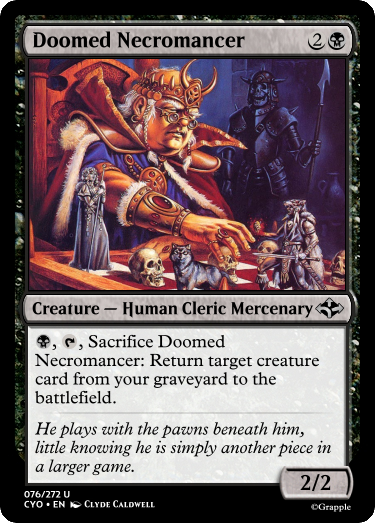 Doomed Necromancer 2
Creature — Human Cleric Mercenary
, , Sacrifice Doomed
Necromancer: Return target creature
card from your graveyard to the
battlefield.
He plays with the pawns beneath him,
little knowing he is simply another piece in
a larger game.
2/2
076/272 U
CYO • EN Clyde Caldwell
©Grapple